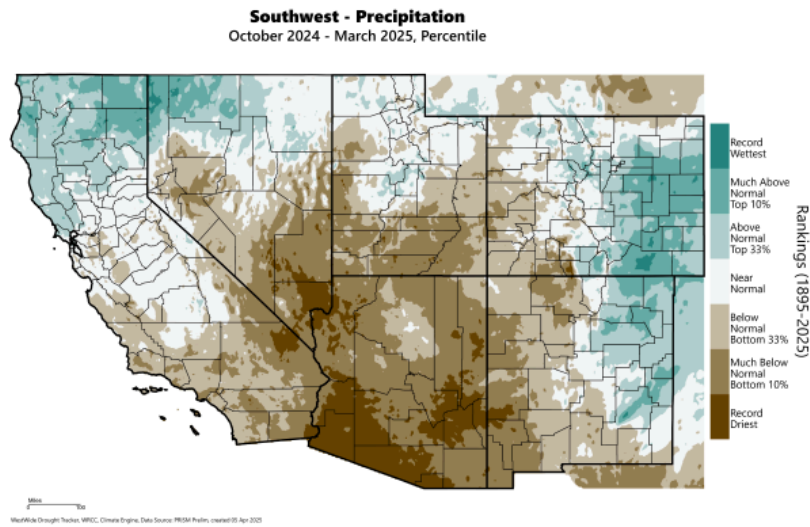 Southwest - Precipitation
October 2024 - March 2025, Percentile
Record
Wettest
Much Above
Normal
Top 10%
Above
Normal
Top 33%
Near
Normal
Below
Normal
Bottom 33%
Much Below
Normal
Bottom 10%
Record
Driest
Rankings (1895-2025)
Miles
0 100
WestWide Drought Tracker, WRCC, Climate Engine, Data Source: PRISM Prelim, created 05 Apr 2025